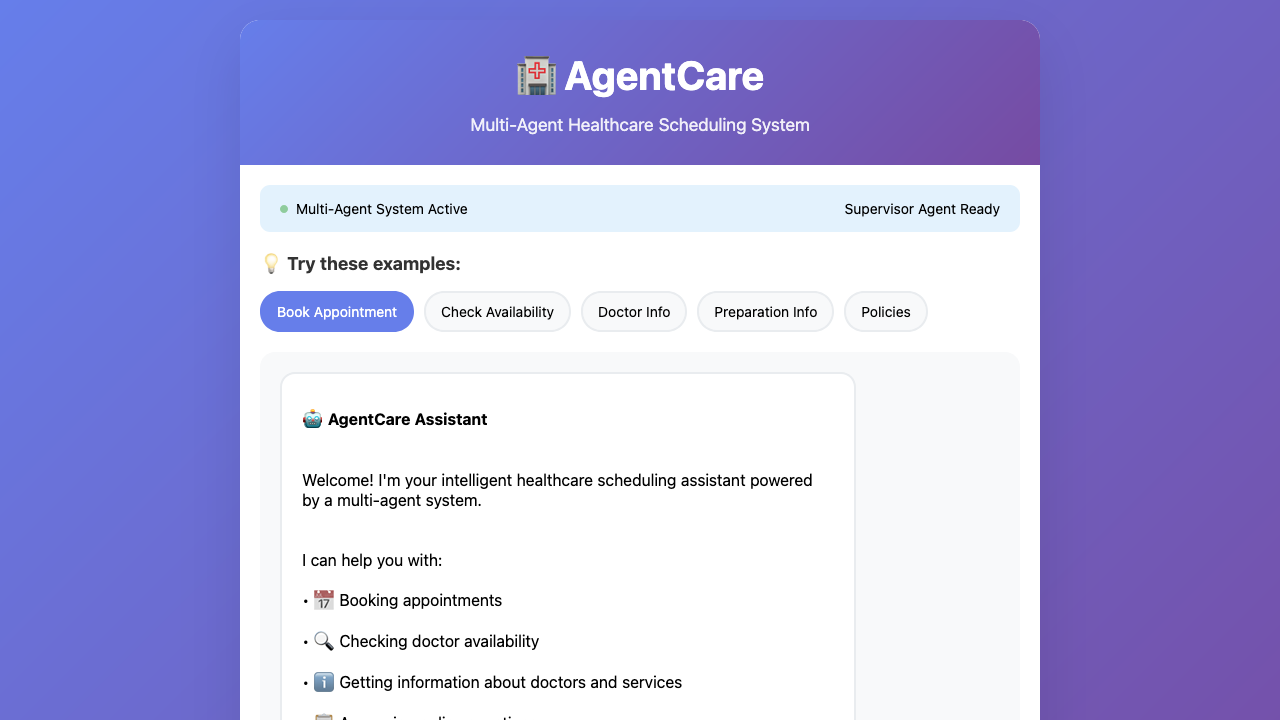 AgentCare
Multi-Agent Healthcare Scheduling System
Multi-Agent System Active
Supervisor Agent Ready
Try these examples:
Book Appointment
Check Availability
Doctor Info
Preparation Info
Policies
AgentCare Assistant
Welcome! I'm your intelligent healthcare scheduling assistant powered
by a multi-agent system.
I can help you with:
• Booking appointments
• Checking doctor availability
• Getting information about doctors and services